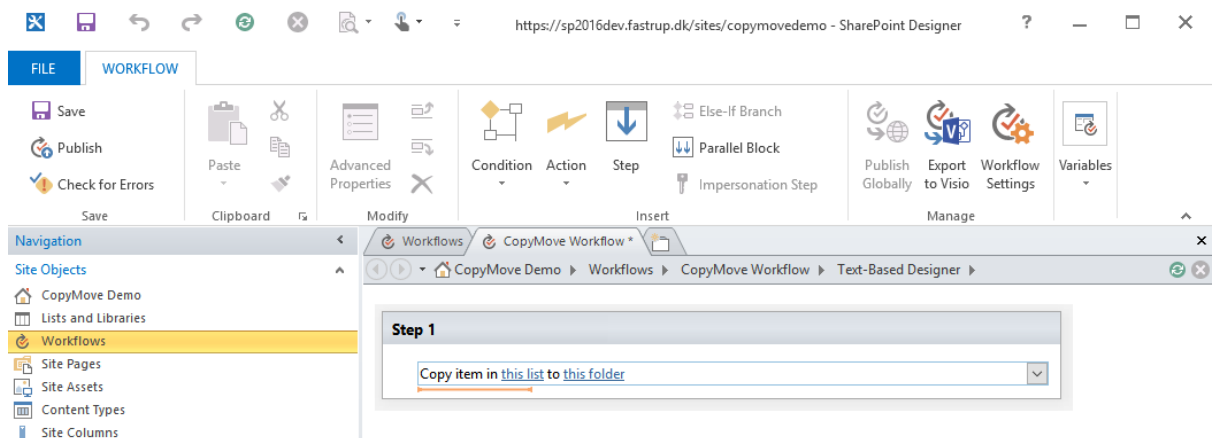 https://sp2016dev.fastrup.dk/sites/copymovedemo - SharePoint Designer
?
FILE
WORKFLOW
Save
Publish
Check for Errors
Save
Paste
Clipboard
Advanced Properties
Modify
Condition
Action
Step
Else-If Branch
Parallel Block
Impersonation Step
Insert
Publish Globally
Export to Visio
Workflow Settings
Manage
Variables
Navigation
Site Objects
CopyMove Demo
Lists and Libraries
Workflows
Site Pages
Site Assets
Content Types
Site Columns
Workflows
CopyMove Workflow *
CopyMove Demo
Workflows
CopyMove Workflow
Text-Based Designer
Step 1
Copy item in this list to this folder